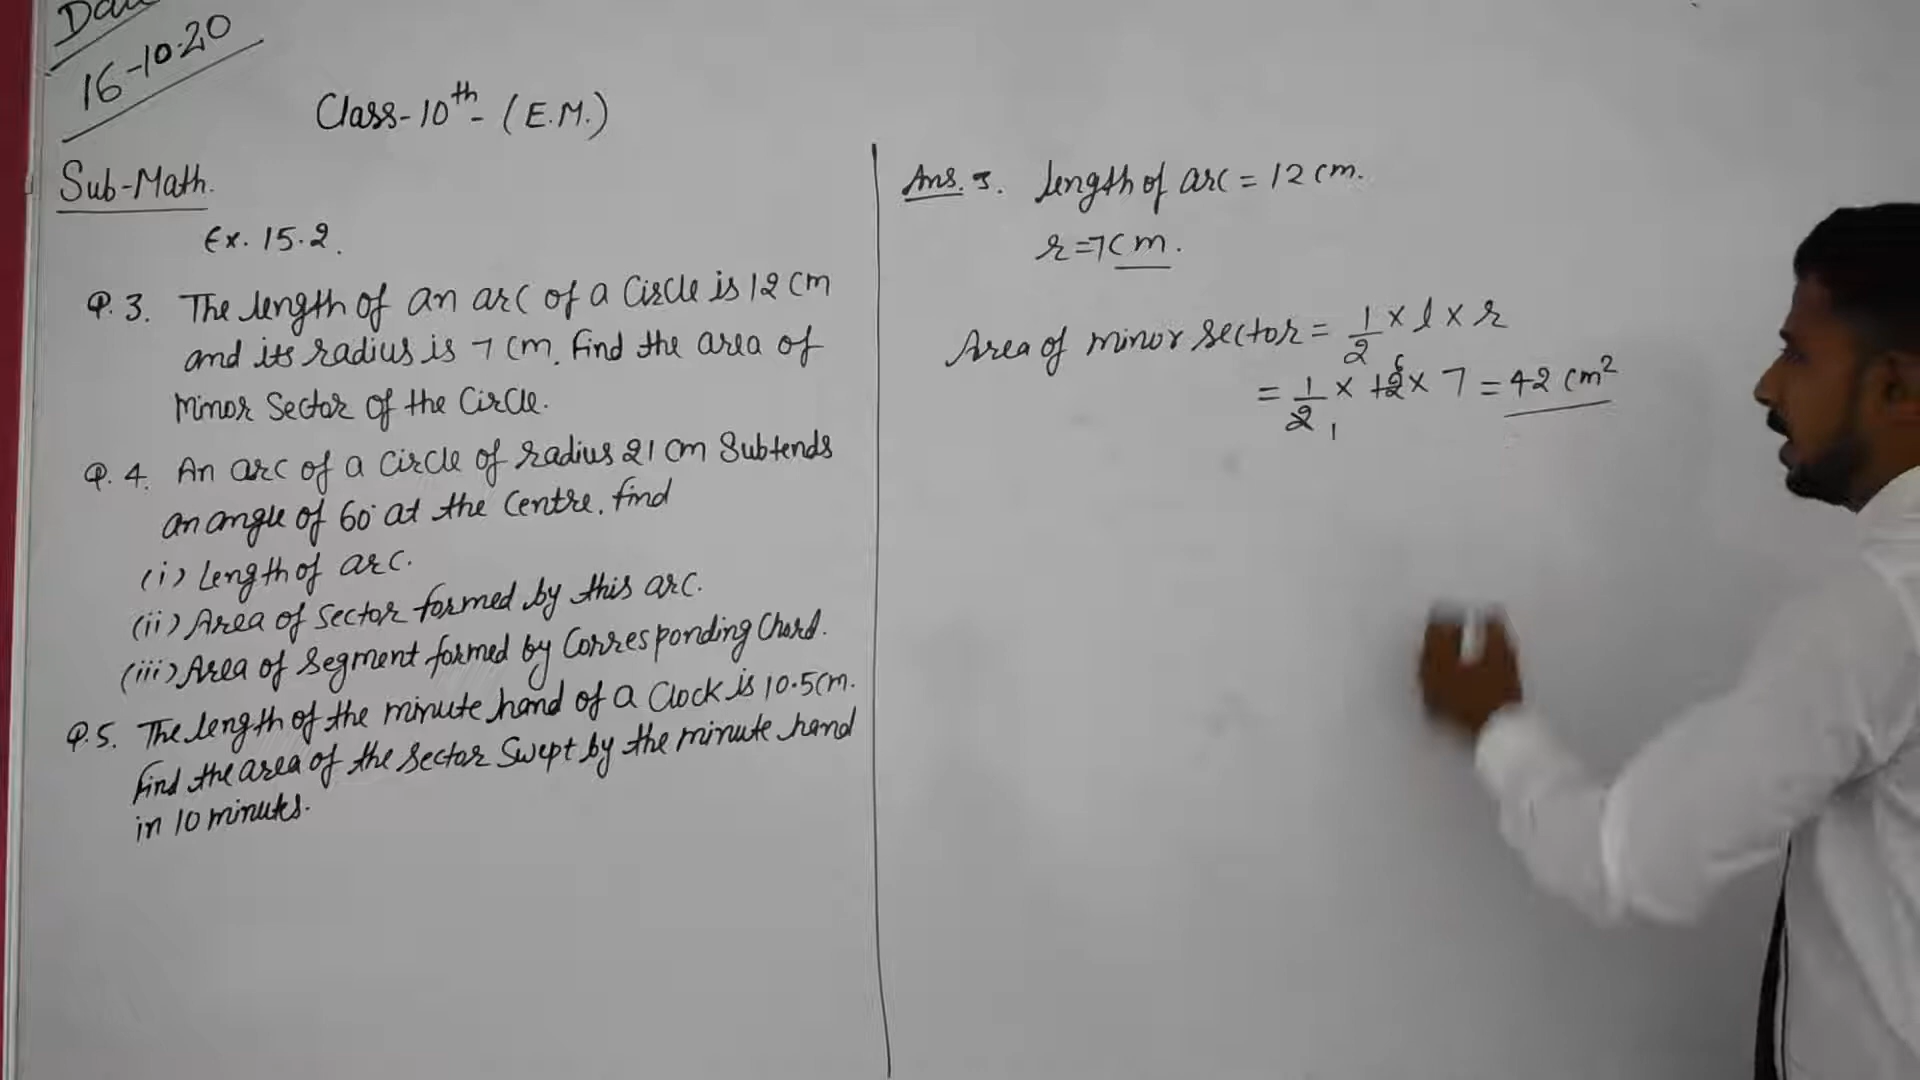 16-10-20
Class-10th- (E.M.)
Sub-Math.
Ex. 15.2.
Q.3. The length of an arc of a Circle is 12 cm
and its radius is 7 cm. find the area of
minor Sector of the Circle.
Q.4. An arc of a circle of radius 21 cm Subtends
an angle of 60° at the Centre. find
(i) Length of arc.
(ii) Area of Sector formed by this arc.
(iii) Area of Segment formed by Corresponding Chord.
Q.5. The length of the minute hand of a Clock is 10.5cm.
find the area of the Sector Swept by the minute hand
in 10 minutes.
Ans. 3. length of arc = 12 cm.
r = 7 cm.
Area of minor sector = 1/2 × l × r
= 1/2 × 12 × 7 = 42 cm²